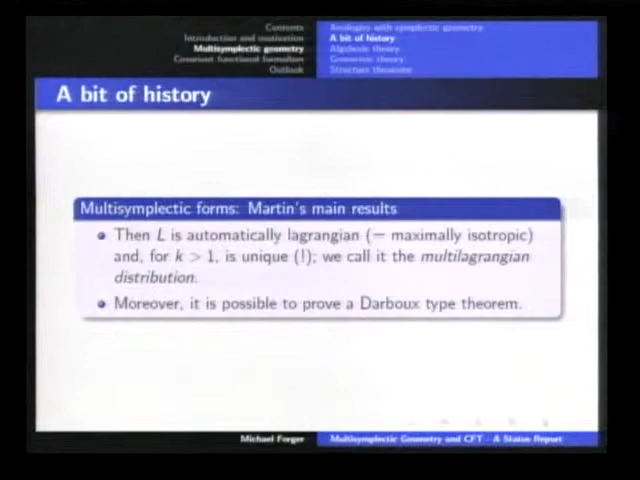 Contents
Introduction and motivation
Multisymplectic geometry
Covariant functional formalism
Outlook
Analogies with symplectic geometry
A bit of history
Algebraic theory
Geometric theory
Structure theorems
A bit of history
Multisymplectic forms: Martin's main results
Then L is automatically lagrangian (= maximally isotropic)
and, for k > 1, is unique (!); we call it the multilagrangian
distribution.
Moreover, it is possible to prove a Darboux type theorem.
Michael Forger
Multisymplectic Geometry and CFT - A Status Report